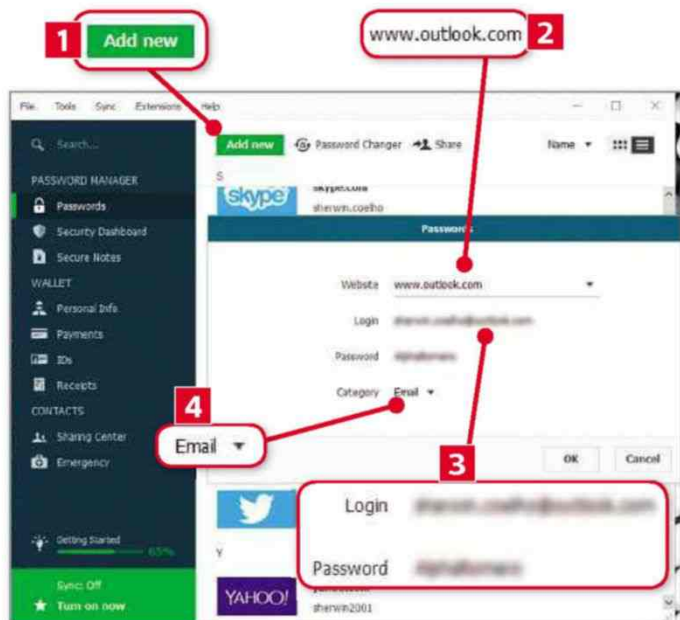 1 Add new
www.outlook.com 2
File Tools Sync Extensions Help
Search...
Add new Password Changer Share Name
S
PASSWORD MANAGER
skype skype.com
sherwin.coelho
Passwords
Passwords
Security Dashboard
Secure Notes
WALLET
Website www.outlook.com
Personal Info
Login
Payments
Password
IDs
Receipts
Category Email
CONTACTS
4
Sharing Center
Email
Emergency
3
OK Cancel
Login
Getting Started
65%
Y
Password
Sync: Off
Turn on now
YAHOO!
sherwin2001